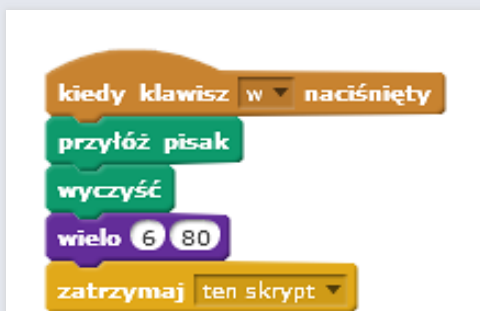 kiedy klawisz w naciśnięty
przyłóż pisak
wyczyść
wielo 6 80
zatrzymaj ten skrypt